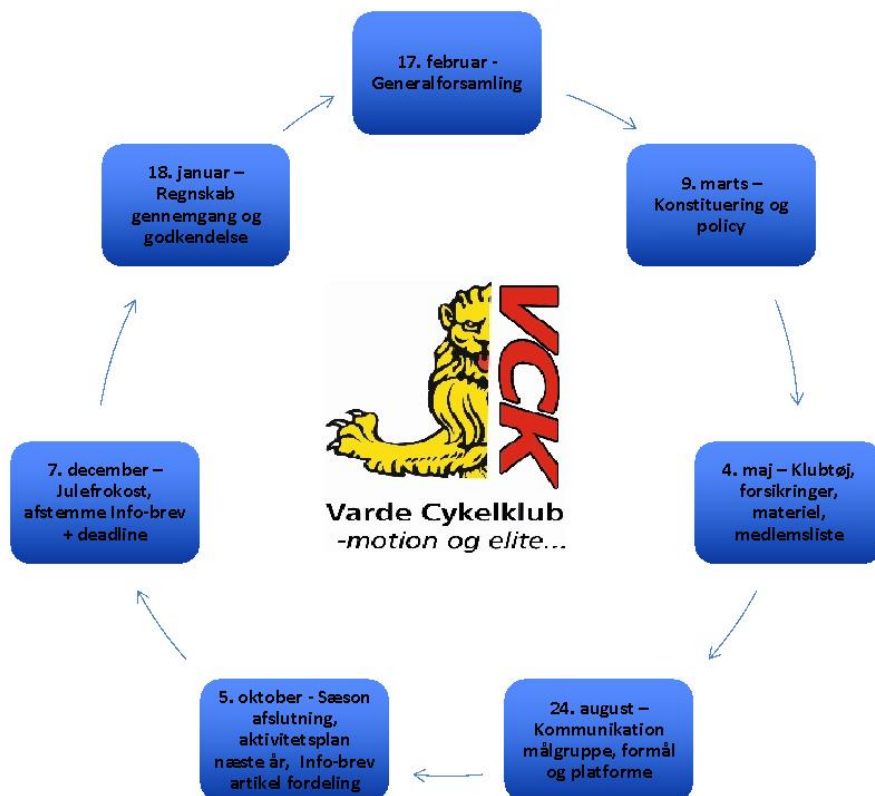 17. februar -
Generalforsamling
9. marts –
Konstituering og
policy
4. maj – Klubtøj,
forsikringer,
materiel,
medlemsliste
24. august –
Kommunikation
målgruppe, formål
og platforme
5. oktober - Sæson
afslutning,
aktivitetsplan
næste år, Info-brev
artikel fordeling
7. december –
Julefrokost,
afstemme Info-brev
+ deadline
18. januar –
Regnskab
gennemgang og
godkendelse
VCK
Varde Cykelklub
-motion og elite...